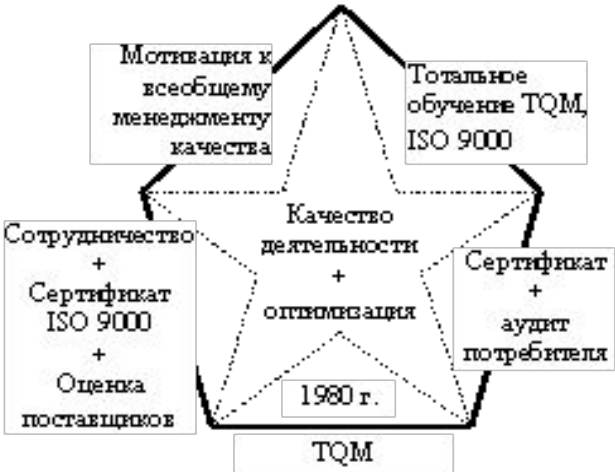 Мотивация к
всеобщему
менеджменту
качества
Тотальное
обучение TQM,
ISO 9000
Качество
деятельности
+
оптимизация
Сотрудничество
+
Сертификат
ISO 9000
+
Оценка
поставщиков
Сертификат
+
аудит
потребителя
1980 г.
TQM